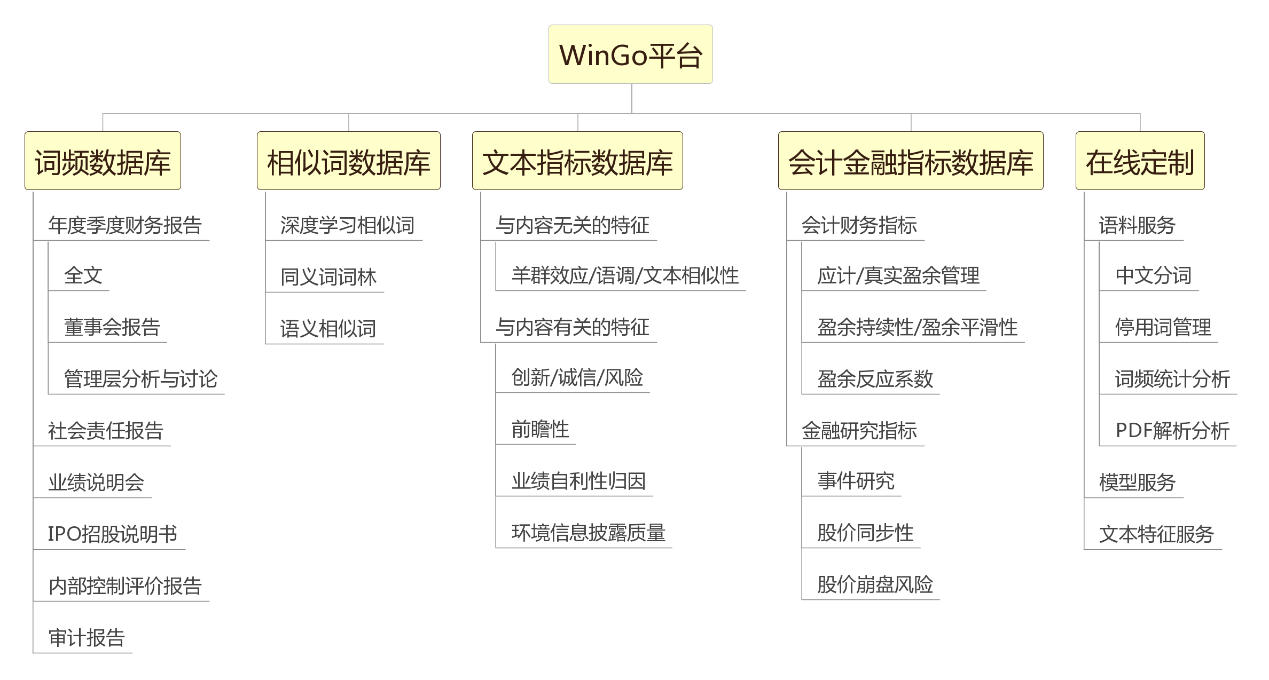 WinGo平台
词频数据库
年度季度财务报告
全文
董事会报告
管理层分析与讨论
社会责任报告
业绩说明会
IPO招股说明书
内部控制评价报告
审计报告
相似词数据库
深度学习相似词
同义词词林
语义相似词
文本指标数据库
与内容无关的特征
羊群效应/语调/文本相似性
与内容有关的特征
创新/诚信/风险
前瞻性
业绩自利性归因
环境信息披露质量
会计金融指标数据库
会计财务指标
应计/真实盈余管理
盈余持续性/盈余平滑性
盈余反应系数
金融研究指标
事件研究
股价同步性
股价崩盘风险
在线定制
语料服务
中文分词
停用词管理
词频统计分析
PDF解析分析
模型服务
文本特征服务